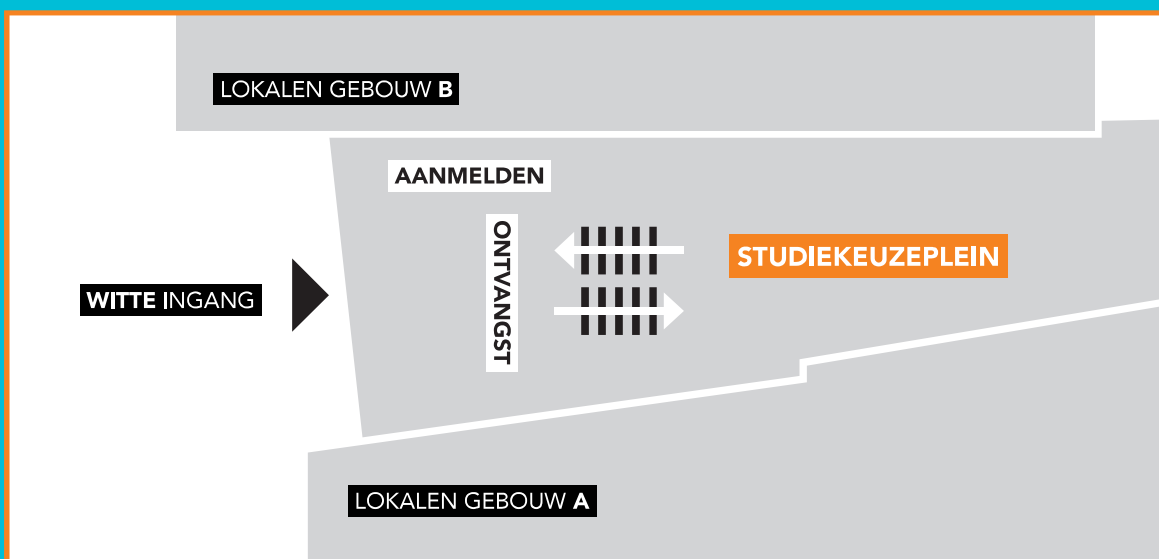 LOKALEN GEBOUW B
AANMELDEN
ONTVANGST
STUDIEKEUZEPLEIN
WITTE INGANG
LOKALEN GEBOUW A